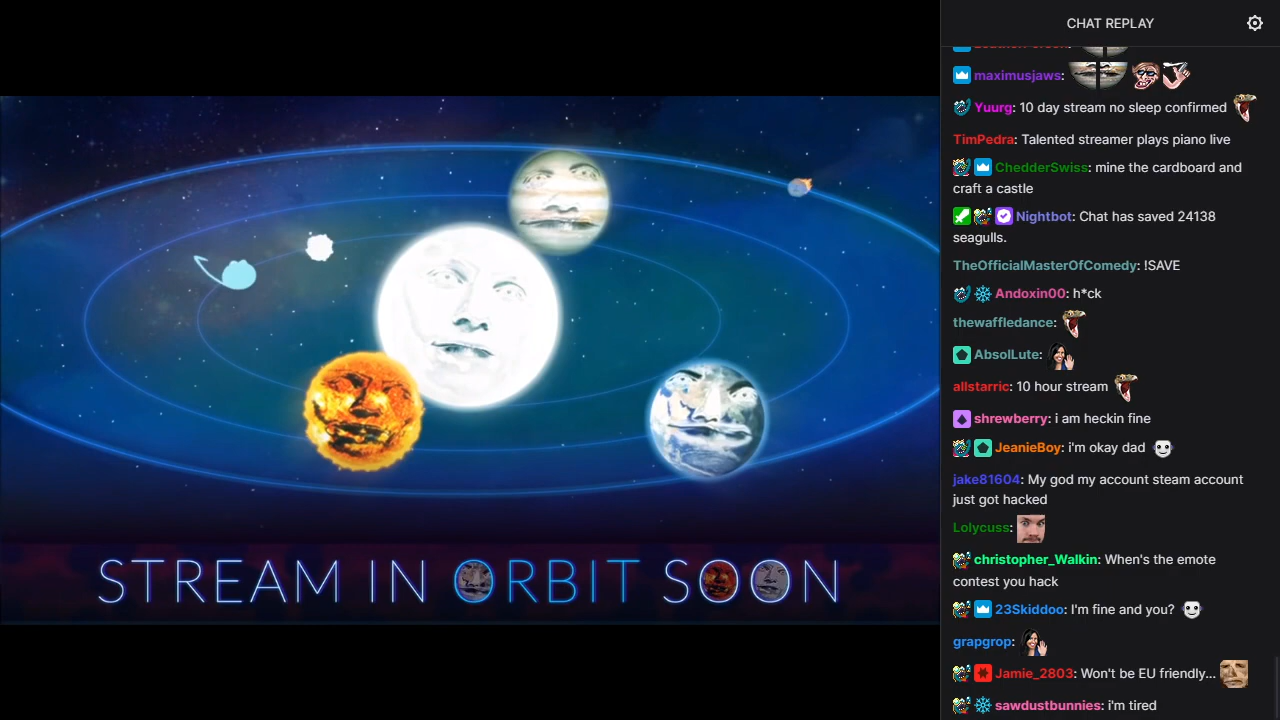 CHAT REPLAY
maximusjaws:
Yuurg: 10 day stream no sleep confirmed
TimPedra: Talented streamer plays piano live
ChedderSwiss: mine the cardboard and
craft a castle
Nightbot: Chat has saved 24138
seagulls.
TheOfficialMasterOfComedy: !SAVE
Andoxin00: h*ck
thewaffledance:
AbsolLute:
allstarric: 10 hour stream
shrewberry: i am heckin fine
JeanieBoy: i'm okay dad
jake81604: My god my account steam account
just got hacked
Lolycuss:
christopher_Walkin: When's the emote
contest you hack
23Skiddoo: I'm fine and you?
grapgrop:
Jamie_2803: Won't be EU friendly...
sawdustbunnies: i'm tired
STREAM IN ORBIT SOON